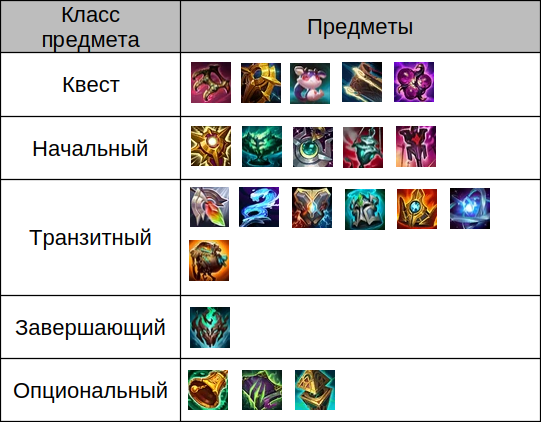 Класс
предмета
Предметы
Квест
Начальный
Транзитный
Завершающий
Опциональный